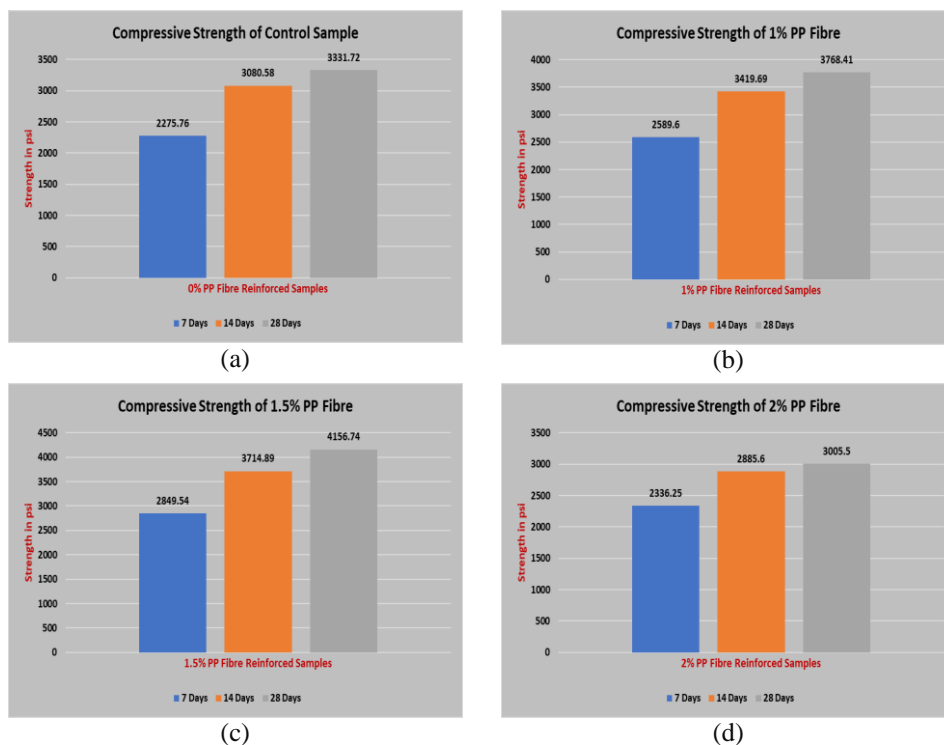 Compressive Strength of Control Sample
3500
3000
2500
2000
1500
1000
500
0
Strength in psi
2275.76
3080.58
3331.72
0% PP Fibre Reinforced Samples
7 Days 14 Days 28 Days
(a)
Compressive Strength of 1% PP Fibre
4000
3500
3000
2500
2000
1500
1000
500
0
Strength in psi
2589.6
3419.69
3768.41
1% PP Fibre Reinforced Samples
7 Days 14 Days 28 Days
(b)
Compressive Strength of 1.5% PP Fibre
4500
4000
3500
3000
2500
2000
1500
1000
500
0
Strength in psi
2849.54
3714.89
4156.74
1.5% PP Fibre Reinforced Samples
7 Days 14 Days 28 Days
(c)
Compressive Strength of 2% PP Fibre
3500
3000
2500
2000
1500
1000
500
0
Strength in psi
2336.25
2885.6
3005.5
2% PP Fibre Reinforced Samples
7 Days 14 Days 28 Days
(d)